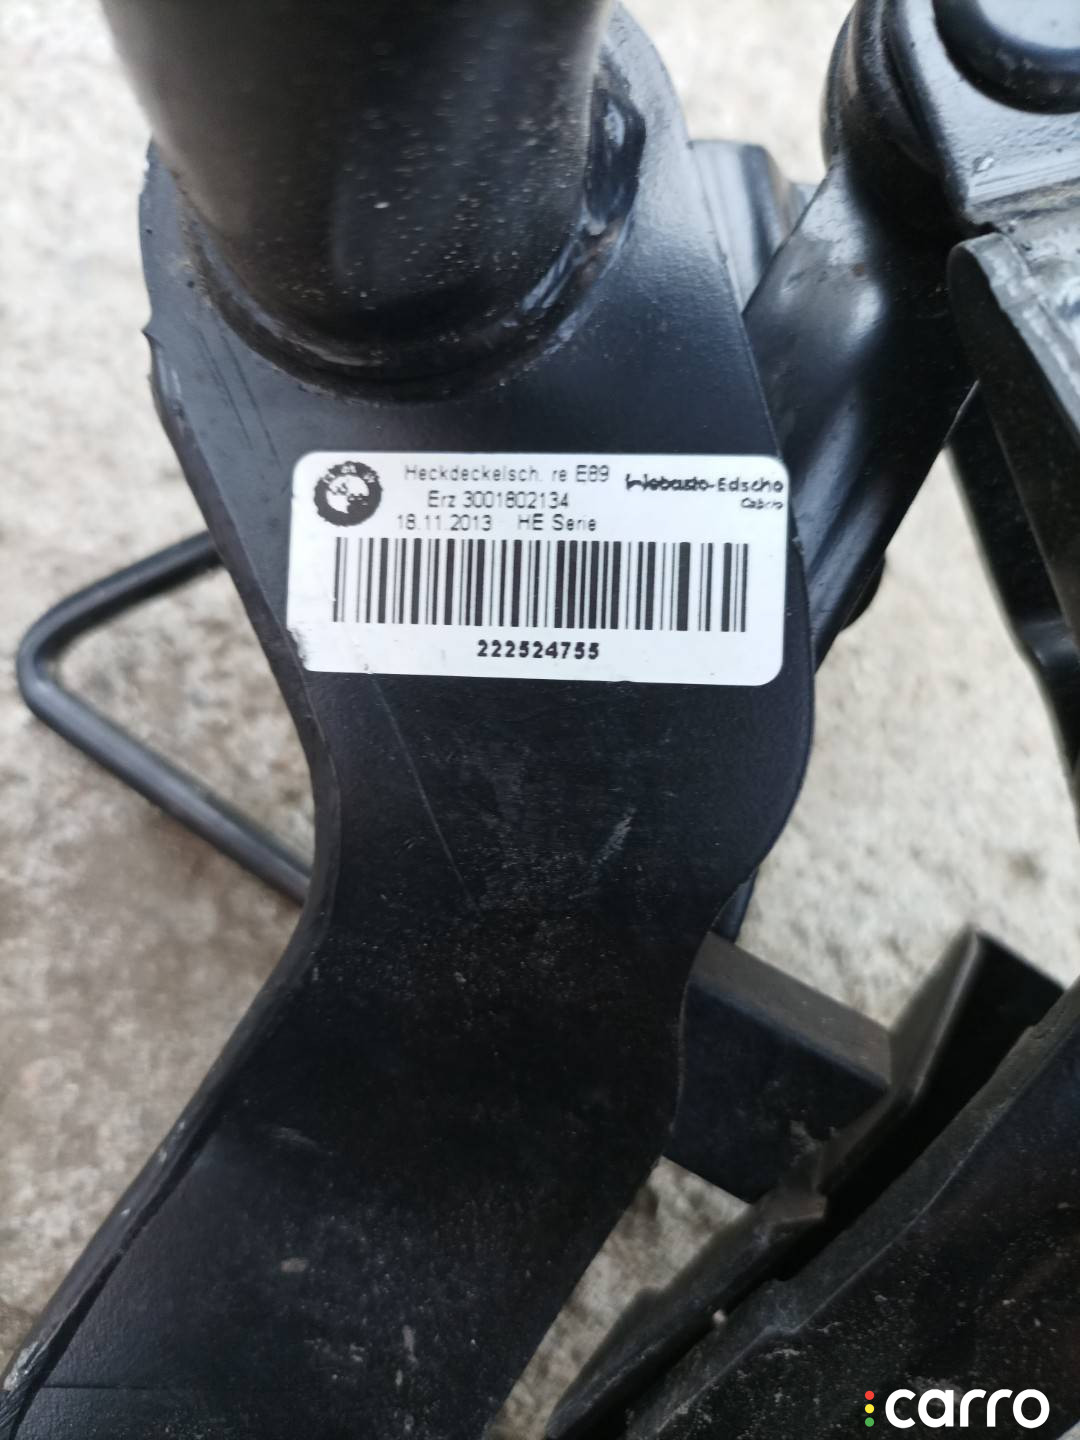 Heckdeckelsch. re E89
Webasto-Edscha
Cabrio
Erz 3001802134
18.11.2013 HE Serie
222524755
carro